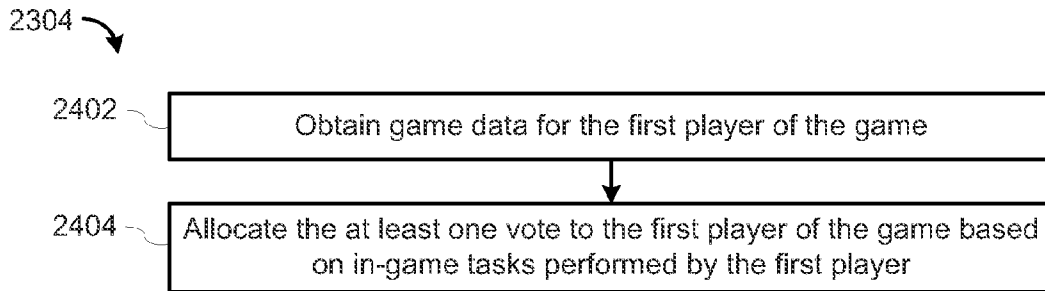 2304
2402
Obtain game data for the first player of the game
2404
Allocate the at least one vote to the first player of the game based
on in-game tasks performed by the first player